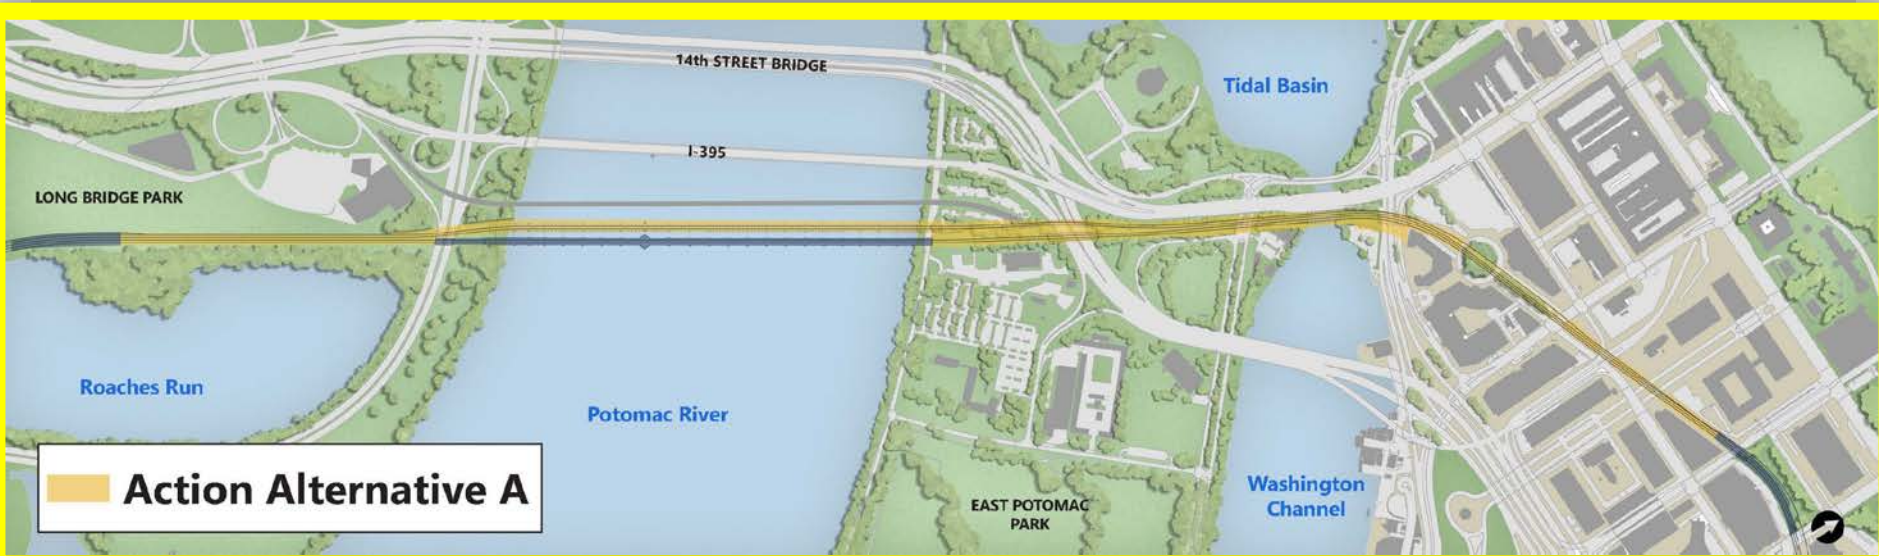 14th STREET BRIDGE
Tidal Basin
I-395
LONG BRIDGE PARK
Roaches Run
Potomac River
Action Alternative A
EAST POTOMAC
PARK
Washington
Channel